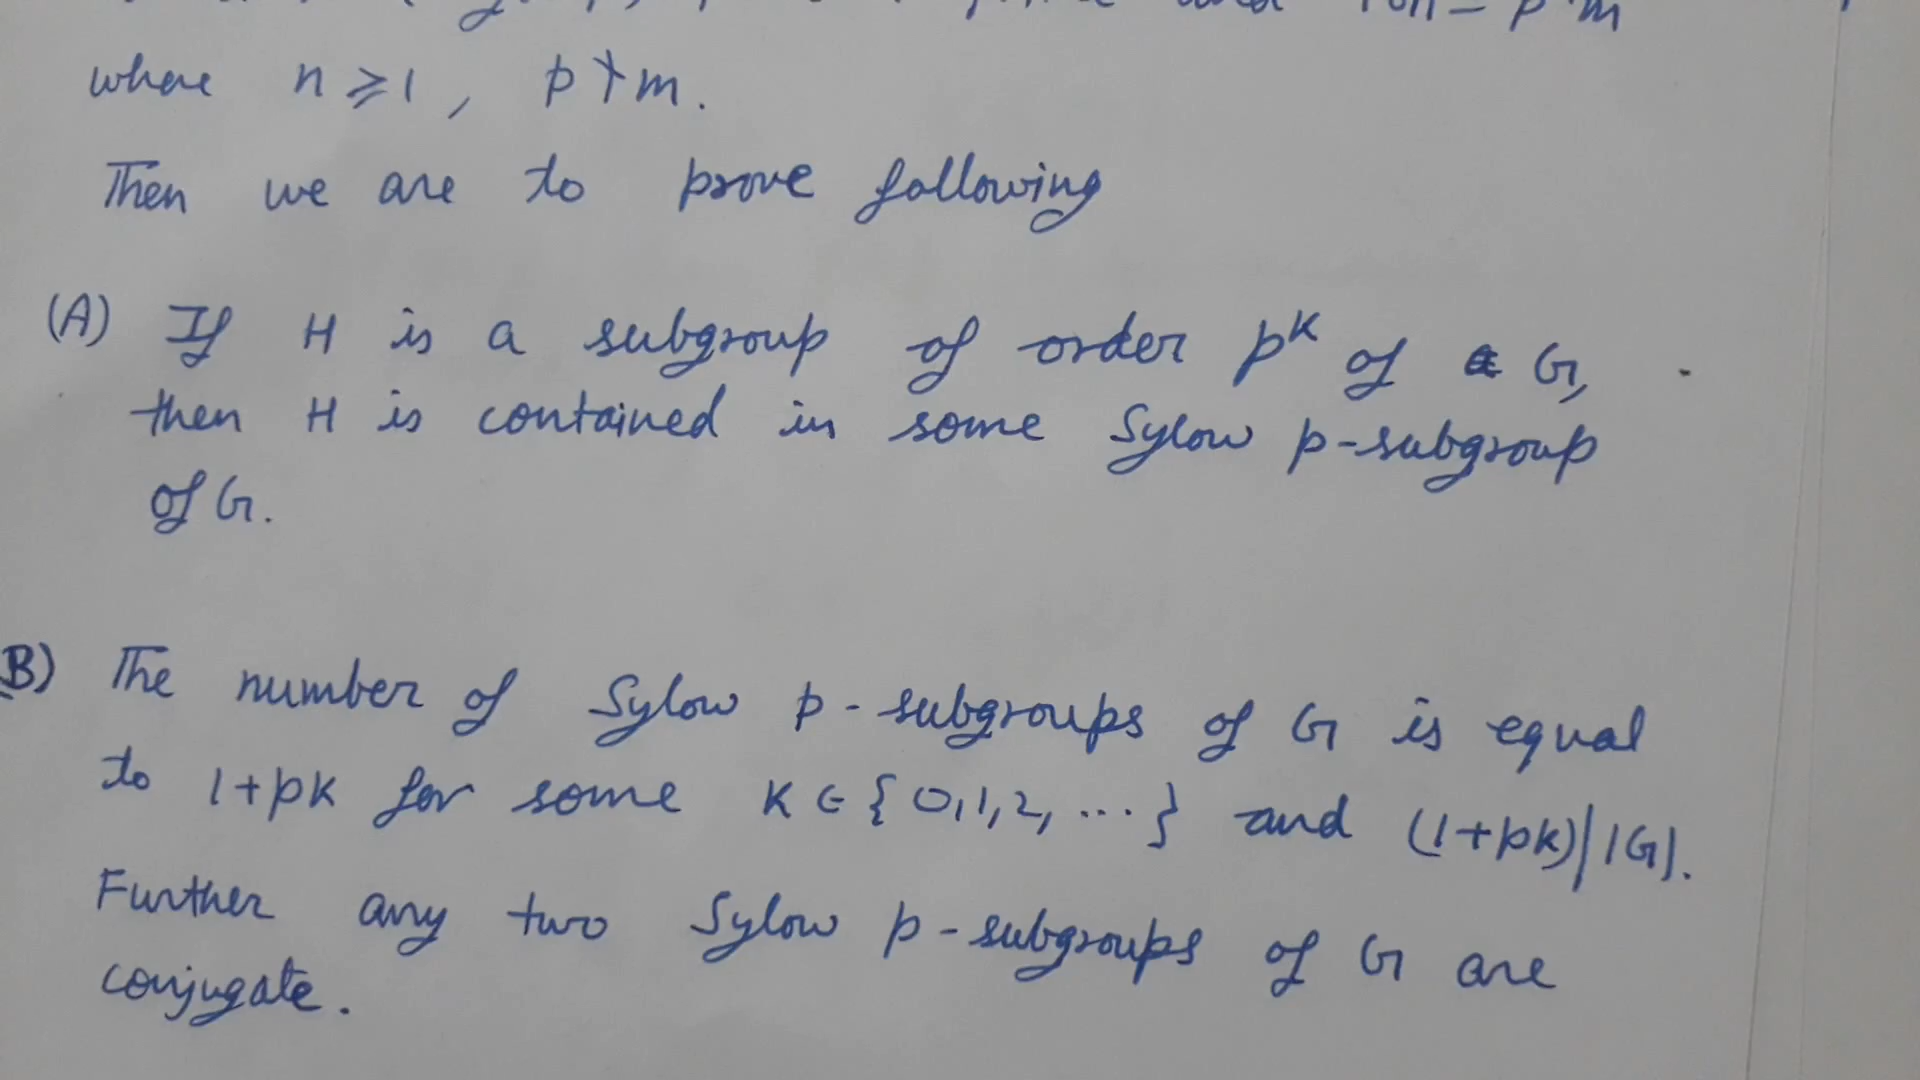 where n ≥ 1, p ∤ m.
Then we are to prove following
(A) If H is a subgroup of order p^k of G,
then H is contained in some Sylow p-subgroup
of G.
B) The number of Sylow p-subgroups of G is equal
to 1+pk for some k ∈ {0,1,2, ...} and (1+pk)||G|.
Further any two Sylow p-subgroups of G are
conjugate.